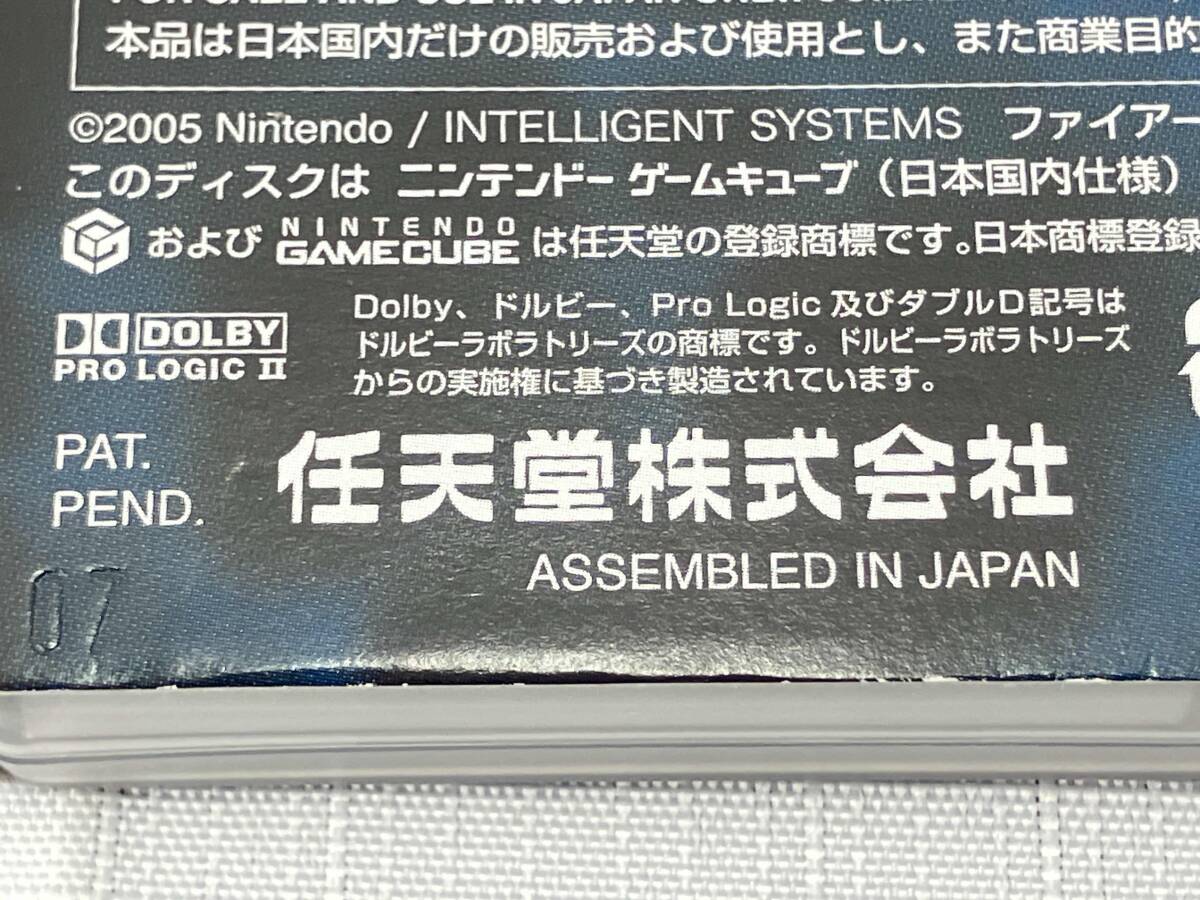 本品は日本国内だけの販売および使用とし、また商業目的
©2005 Nintendo / INTELLIGENT SYSTEMS ファイアー
このディスクは ニンテンドー ゲームキューブ(日本国内仕様)
および NINTENDO GAMECUBE は任天堂の登録商標です。日本商標登録
DOLBY
PRO LOGIC II
Dolby、ドルビー、Pro Logic 及びダブルD記号は
ドルビーラボラトリーズの商標です。ドルビーラボラトリーズ
からの実施権に基づき製造されています。
PAT.
PEND.
任天堂株式会社
ASSEMBLED IN JAPAN
07